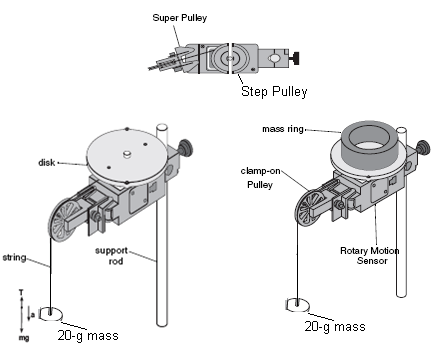 Super Pulley
Step Pulley
mass ring
disk
clamp-on
Pulley
string
support
rod
Rotary Motion
Sensor
T
a
mg
20-g mass
20-g mass